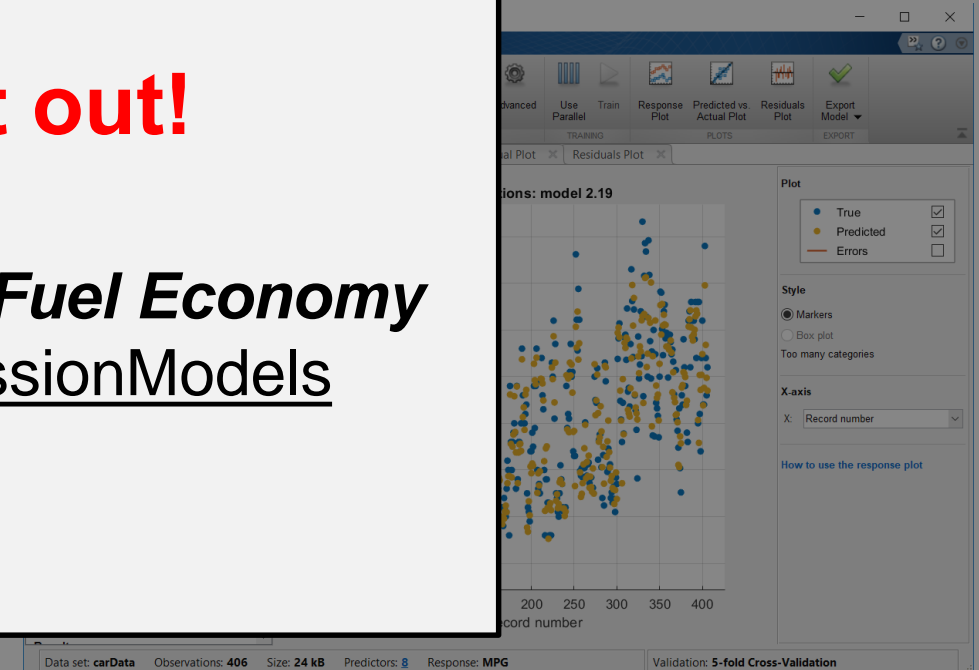 t out!
Fuel Economy
ssionModels
dvanced
Use Parallel
Train
Response Plot
Predicted vs. Actual Plot
Residuals Plot
Export Model
TRAINING
PLOTS
EXPORT
al Plot
Residuals Plot
ions: model 2.19
Plot
True
Predicted
Errors
Style
Markers
Box plot
Too many categories
X-axis
X: Record number
How to use the response plot
200 250 300 350 400
cord number
Data set: carData Observations: 406 Size: 24 kB Predictors: 8 Response: MPG
Validation: 5-fold Cross-Validation